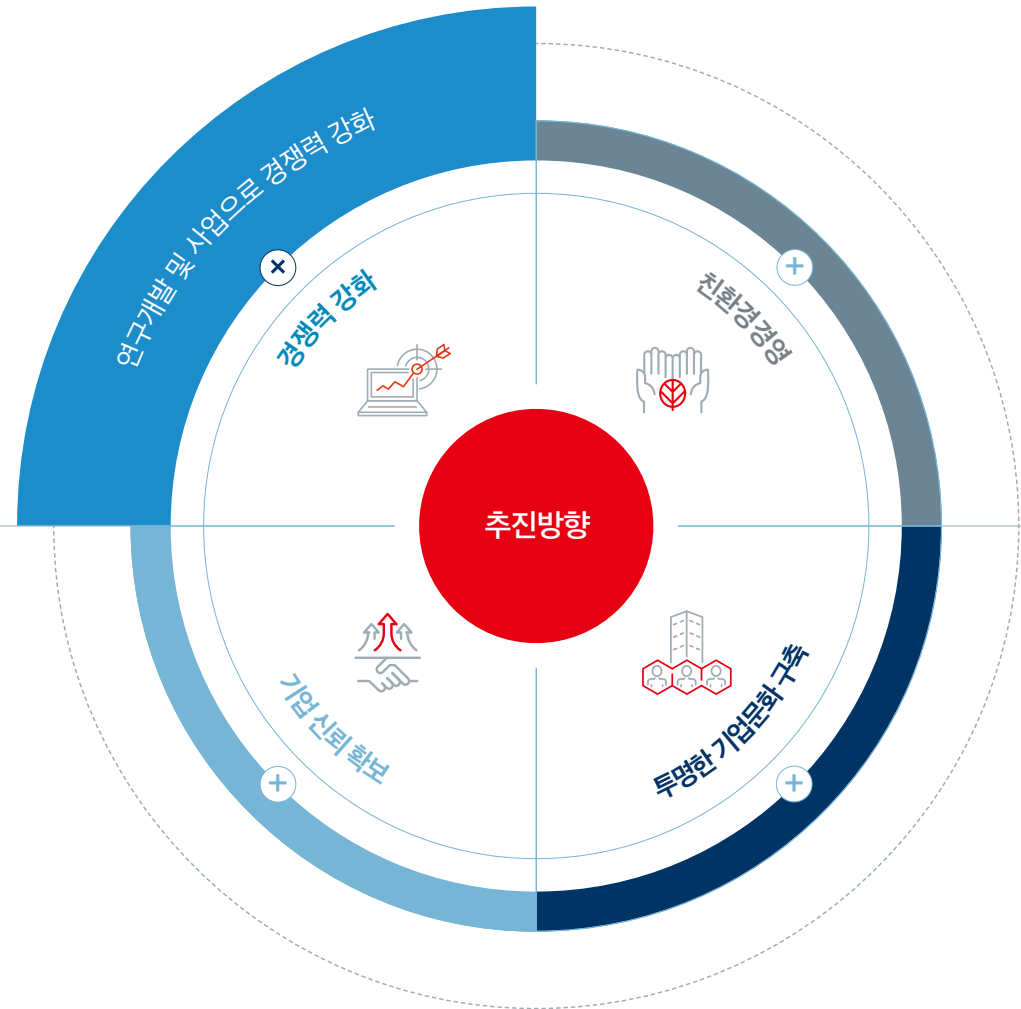 연구개발 및 사업으로 경쟁력 강화
경쟁력 강화
친환경경영
추진방향
기업 신뢰 확보
투명한 기업문화 구축